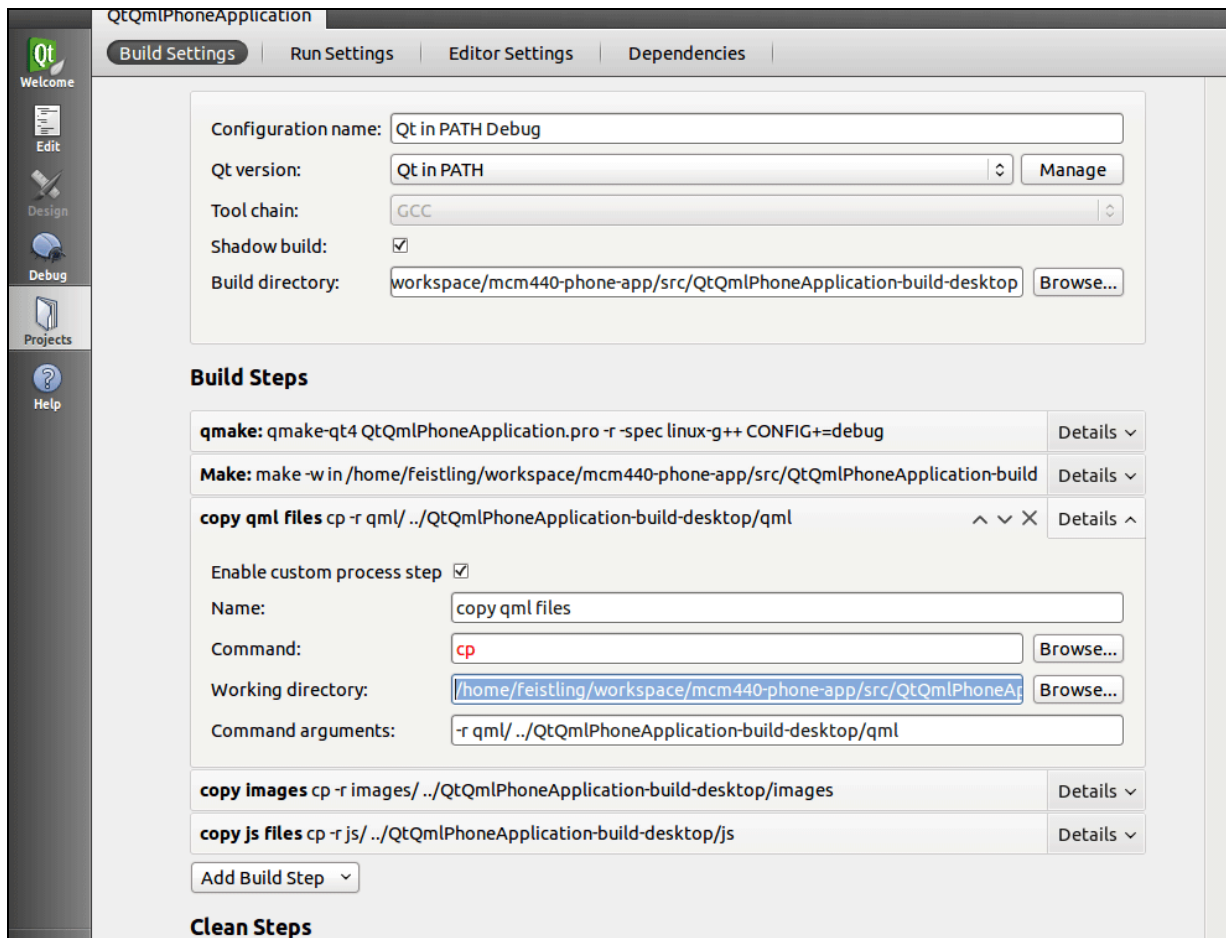 QtQmlPhoneApplication
Build Settings Run Settings Editor Settings Dependencies
Qt
Welcome
Edit
Design
Debug
Projects
Help
Configuration name: Qt in PATH Debug
Qt version: Qt in PATH Manage
Tool chain: GCC
Shadow build:
Build directory: workspace/mcm440-phone-app/src/QtQmlPhoneApplication-build-desktop Browse...
Build Steps
qmake: qmake-qt4 QtQmlPhoneApplication.pro -r -spec linux-g++ CONFIG+=debug Details
Make: make -w in /home/feistling/workspace/mcm440-phone-app/src/QtQmlPhoneApplication-build Details
copy qml files cp -r qml/ ../QtQmlPhoneApplication-build-desktop/qml Details
Enable custom process step
Name: copy qml files
Command: cp Browse...
Working directory: /home/feistling/workspace/mcm440-phone-app/src/QtQmlPhoneAp Browse...
Command arguments: -r qml/ ../QtQmlPhoneApplication-build-desktop/qml
copy images cp -r images/ ../QtQmlPhoneApplication-build-desktop/images Details
copy js files cp -r js/ ../QtQmlPhoneApplication-build-desktop/js Details
Add Build Step
Clean Steps